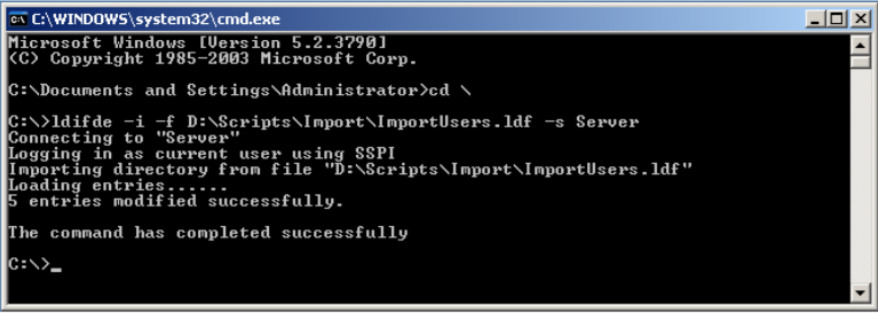 C:\WINDOWS\system32\cmd.exe
Microsoft Windows [Version 5.2.3790]
(C) Copyright 1985-2003 Microsoft Corp.
C:\Documents and Settings\Administrator>cd \
C:\>ldifde -i -f D:\Scripts\Import\ImportUsers.ldf -s Server
Connecting to "Server"
Logging in as current user using SSPI
Importing directory from file "D:\Scripts\Import\ImportUsers.ldf"
Loading entries......
5 entries modified successfully.
The command has completed successfully
C:\>_